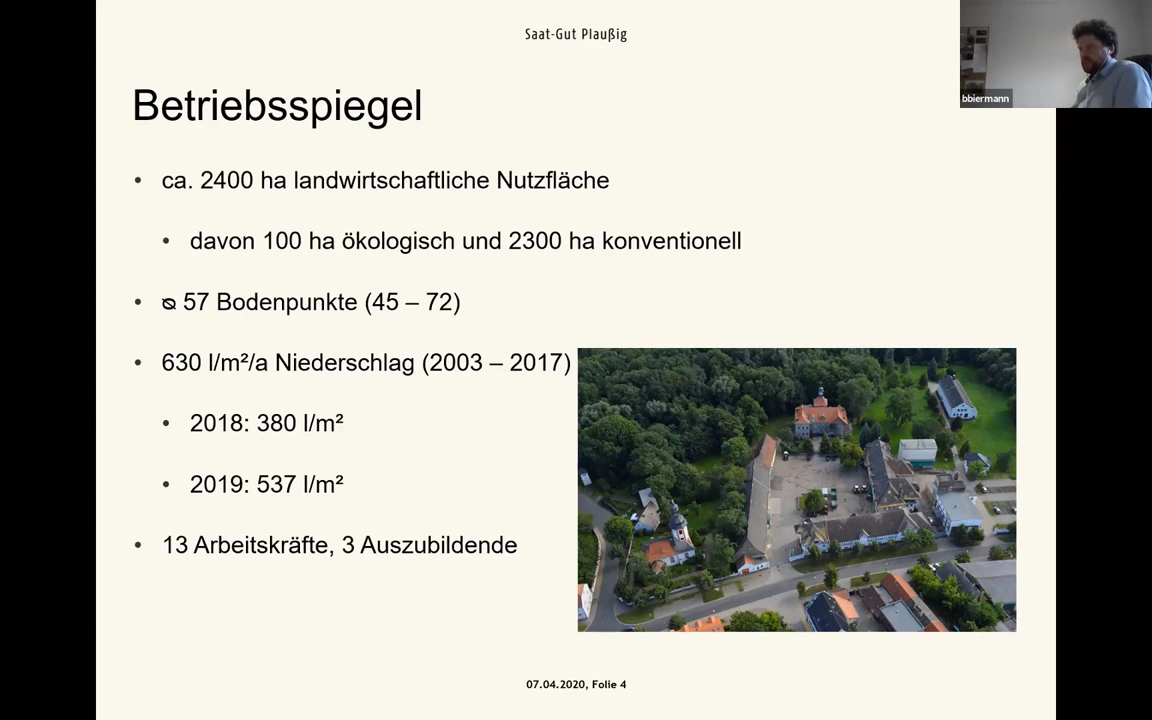 Saat-Gut Plaußig
bbiermann
Betriebsspiegel
• ca. 2400 ha landwirtschaftliche Nutzfläche
• davon 100 ha ökologisch und 2300 ha konventionell
• ⌀ 57 Bodenpunkte (45 – 72)
• 630 l/m²/a Niederschlag (2003 – 2017)
• 2018: 380 l/m²
• 2019: 537 l/m²
• 13 Arbeitskräfte, 3 Auszubildende
07.04.2020, Folie 4